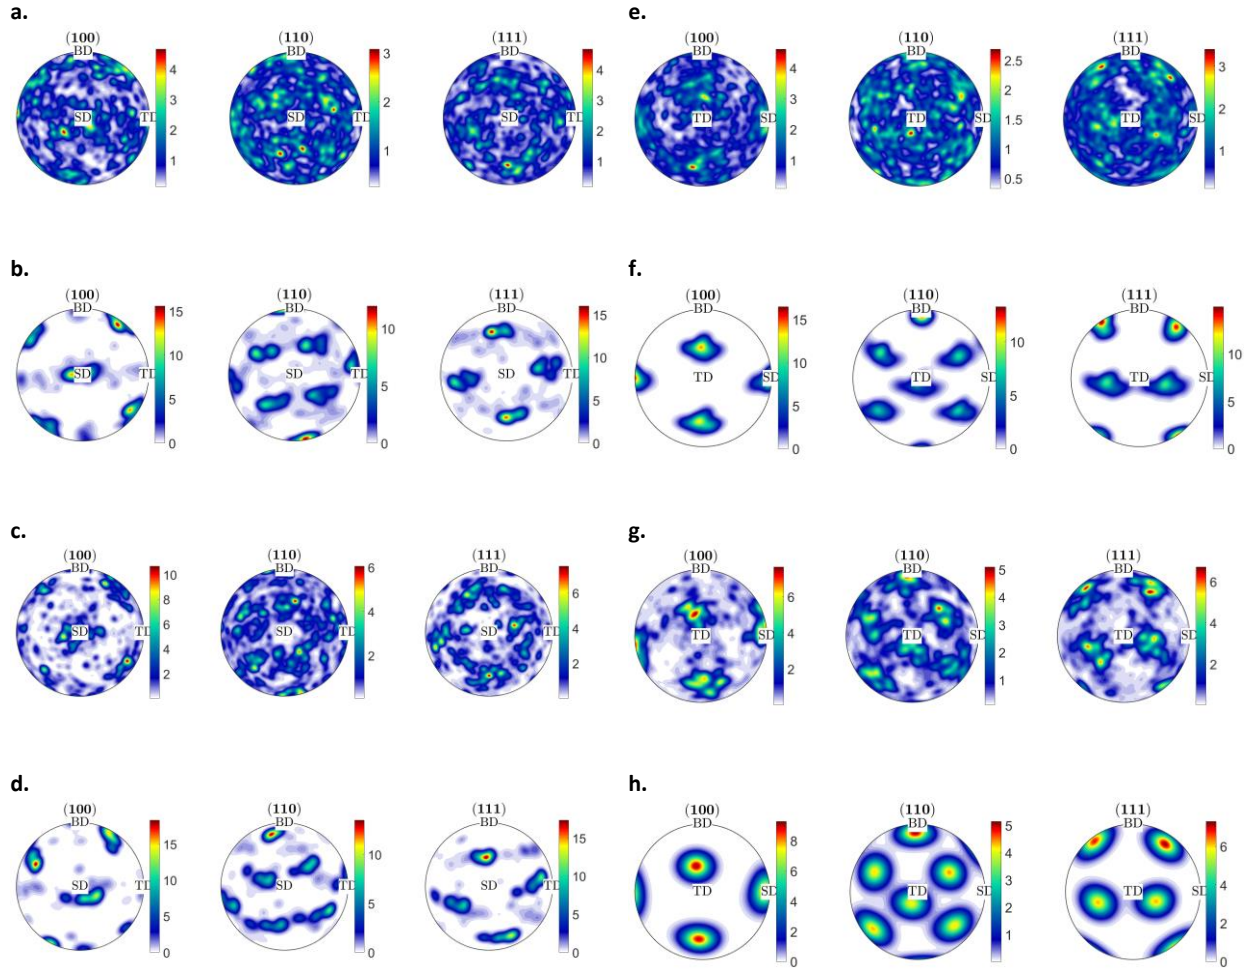 a.
(100)
BD
SD
TD
4
3
2
1
(110)
BD
SD
TD
3
2
1
(111)
BD
SD
TD
4
3
2
1
e.
(100)
BD
TD
SD
4
3
2
1
(110)
BD
TD
SD
2.5
2
1.5
1
0.5
(111)
BD
TD
SD
3
2
1
b.
(100)
BD
SD
TD
15
10
5
0
(110)
BD
SD
TD
10
5
0
(111)
BD
SD
TD
15
10
5
0
f.
(100)
BD
TD
SD
15
10
5
0
(110)
BD
TD
SD
10
5
0
(111)
BD
TD
SD
10
5
0
c.
(100)
BD
SD
TD
10
8
6
4
2
(110)
BD
SD
TD
6
4
2
(111)
BD
SD
TD
6
4
2
g.
(100)
BD
TD
SD
6
4
2
(110)
BD
TD
SD
5
4
3
2
1
(111)
BD
TD
SD
6
4
2
d.
(100)
BD
SD
TD
15
10
5
0
(110)
BD
SD
TD
10
5
0
(111)
BD
SD
TD
15
10
5
0
h.
(100)
BD
TD
SD
8
6
4
2
0
(110)
BD
TD
SD
5
4
3
2
1
(111)
BD
TD
SD
6
4
2
0